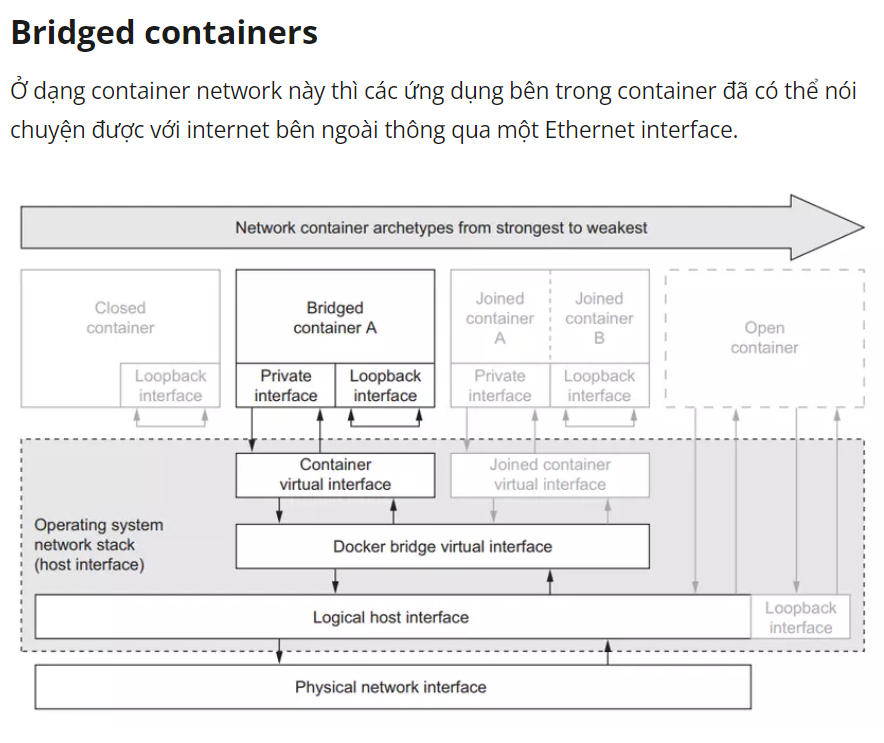 Bridged containers
Ở dạng container network này thì các ứng dụng bên trong container đã có thể nói
chuyện được với internet bên ngoài thông qua một Ethernet interface.
Network container archetypes from strongest to weakest
Closed
container
Loopback
interface
Bridged
container A
Private
interface
Loopback
interface
Joined
container
A
Joined
container
B
Private
interface
Loopback
interface
Open
container
Container
virtual interface
Joined container
virtual interface
Operating system
network stack
(host interface)
Docker bridge virtual interface
Logical host interface
Loopback
interface
Physical network interface